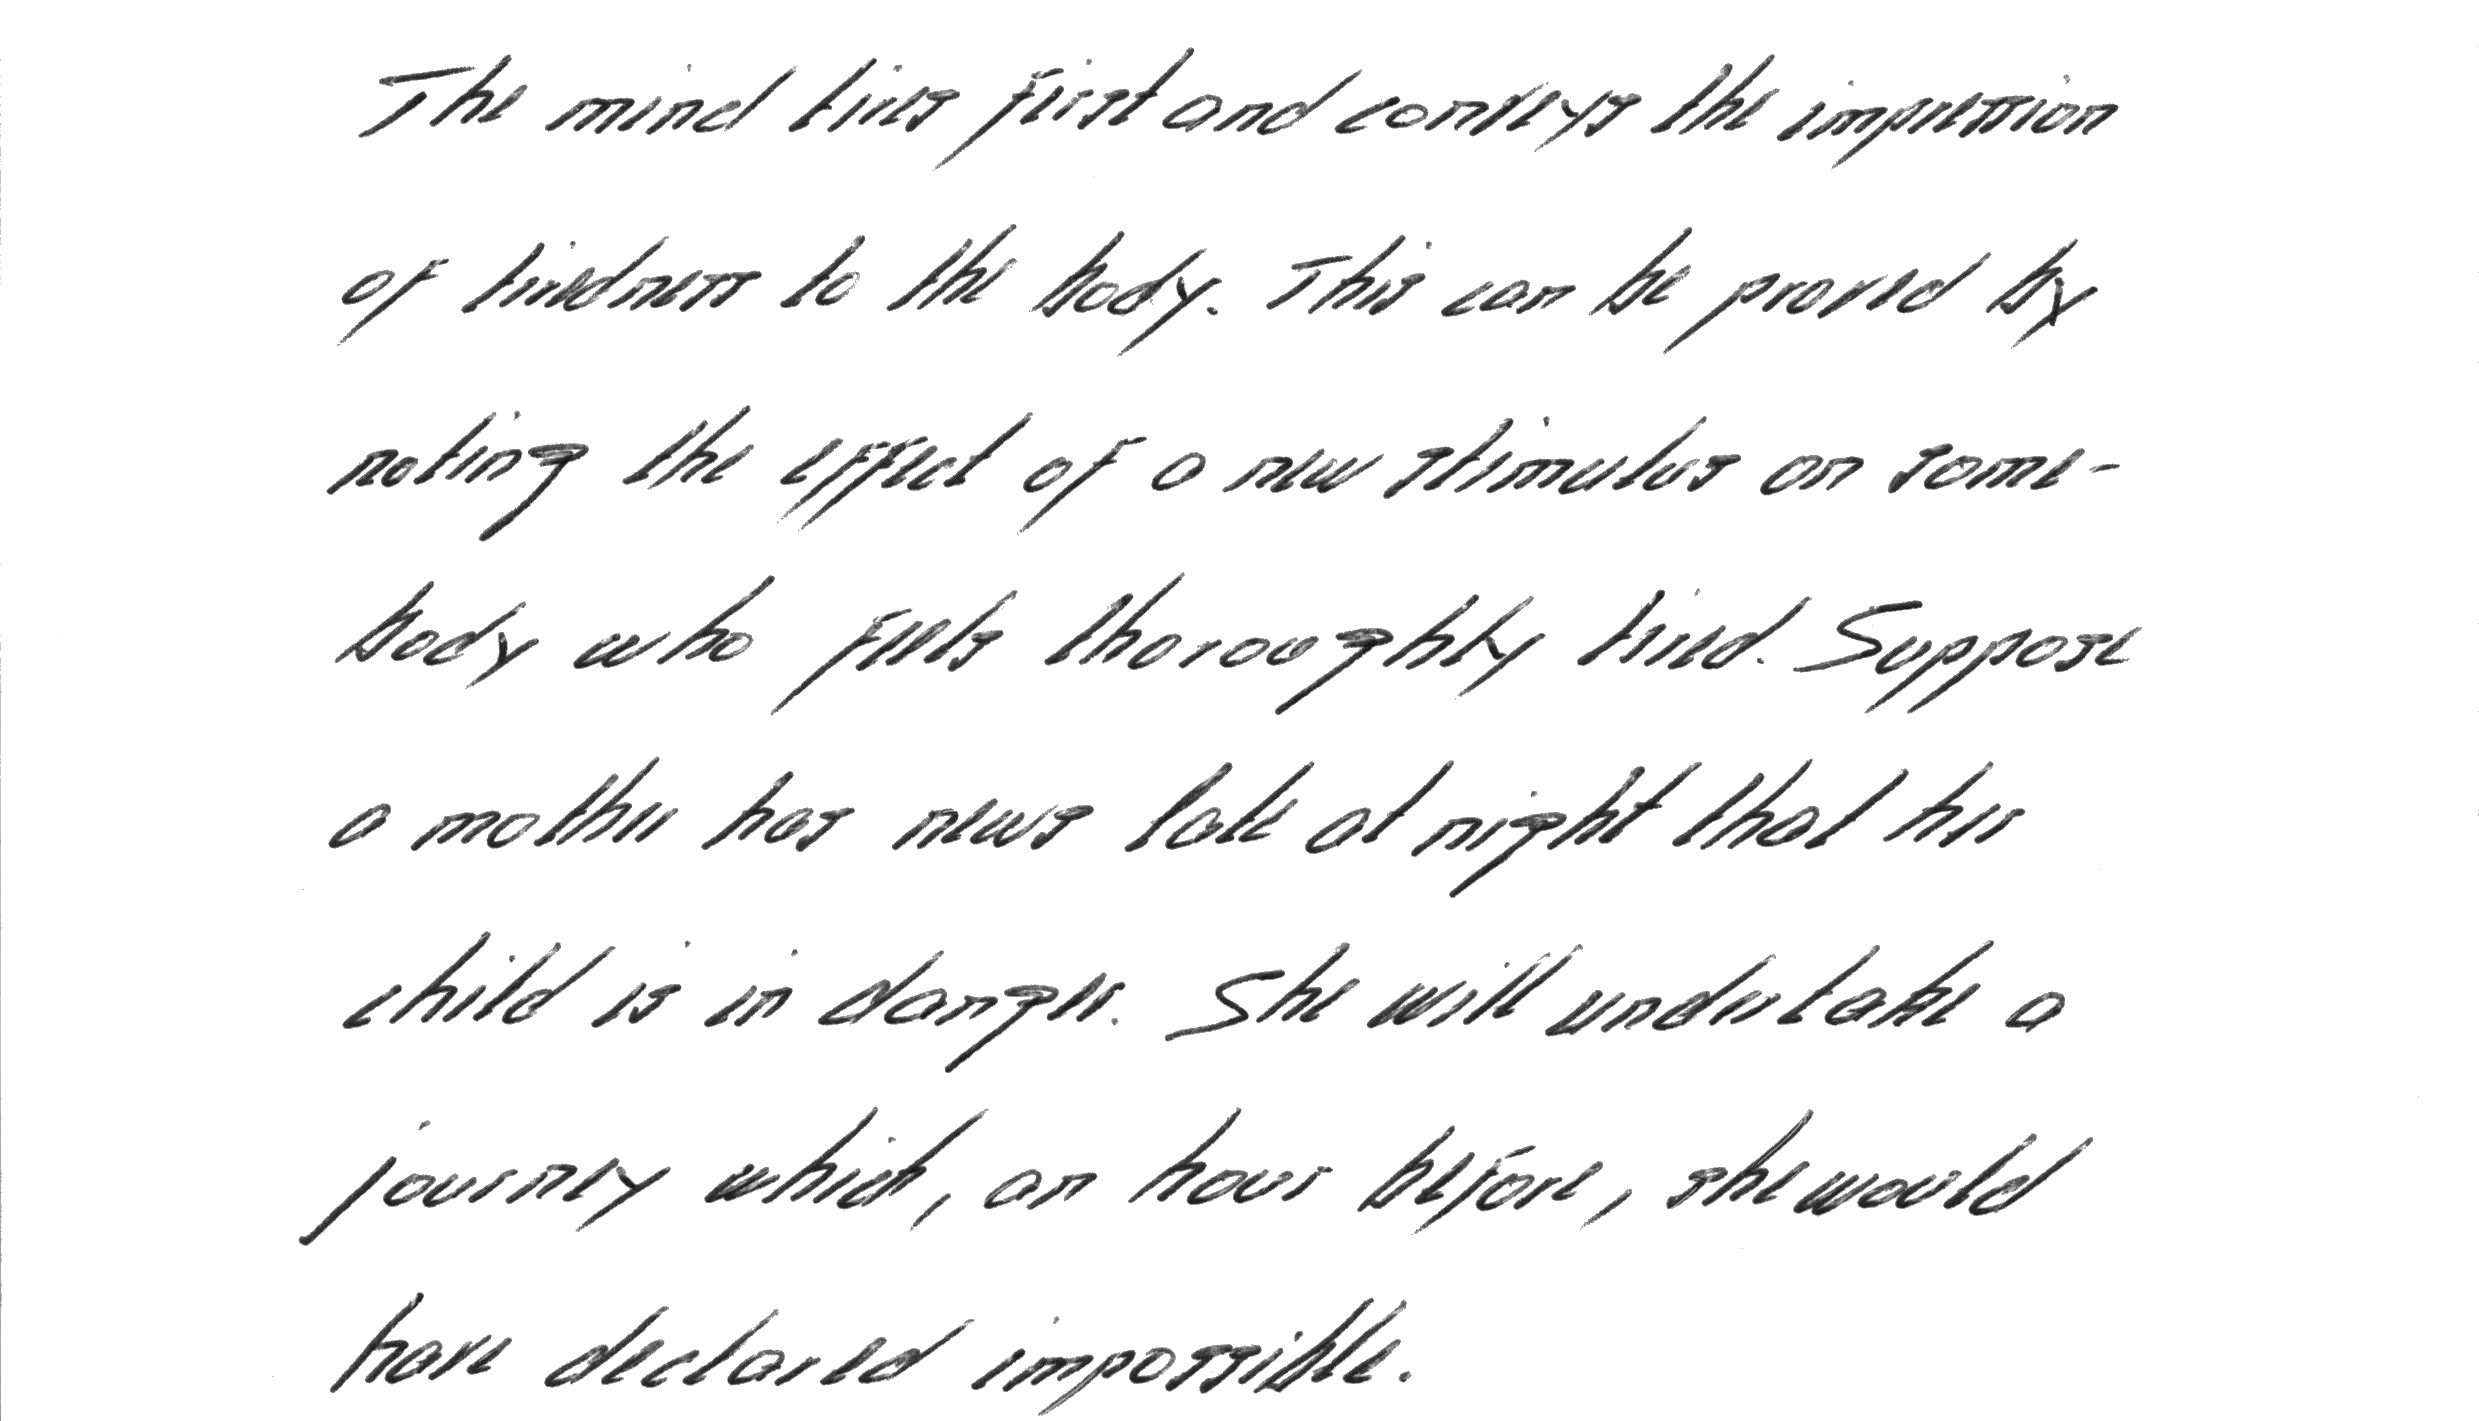 The mind tires first and conveys the impression
of tiredness to the body. This can be proved by
noting the effect of a new stimulus on some-
body who feels thoroughly tired. Suppose
a mother has news late at night that her
child is in danger. She will undertake a
journey which, an hour before, she would
have declared impossible.